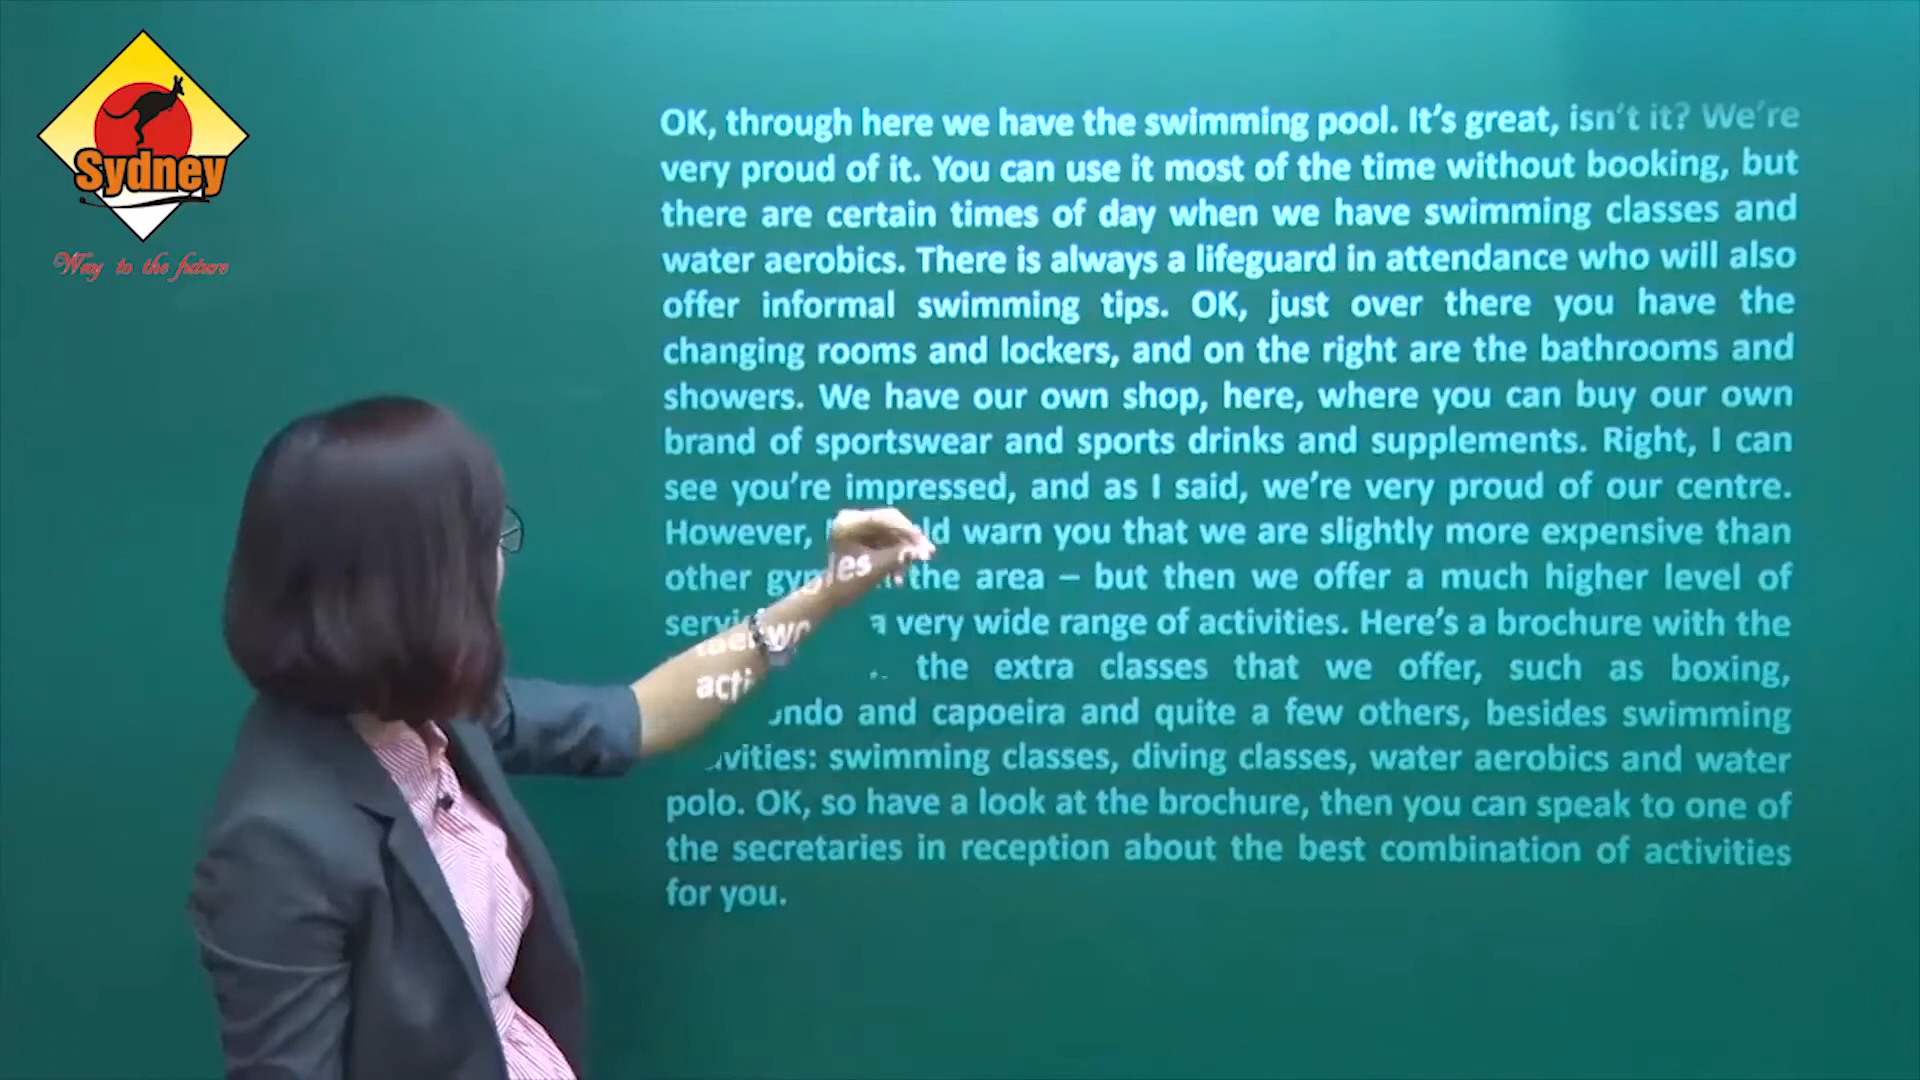 Sydney
Way to the future
OK, through here we have the swimming pool. It's great, isn't it? We're
very proud of it. You can use it most of the time without booking, but
there are certain times of day when we have swimming classes and
water aerobics. There is always a lifeguard in attendance who will also
offer informal swimming tips. OK, just over there you have the
changing rooms and lockers, and on the right are the bathrooms and
showers. We have our own shop, here, where you can buy our own
brand of sportswear and sports drinks and supplements. Right, I can
see you're impressed, and as I said, we're very proud of our centre.
However, warn you that we are slightly more expensive than
other the area – but then we offer a much higher level of
a very wide range of activities. Here's a brochure with the
the extra classes that we offer, such as boxing,
and capoeira and quite a few others, besides swimming
swimming classes, diving classes, water aerobics and water
polo. OK, so have a look at the brochure, then you can speak to one of
the secretaries in reception about the best combination of activities
for you.